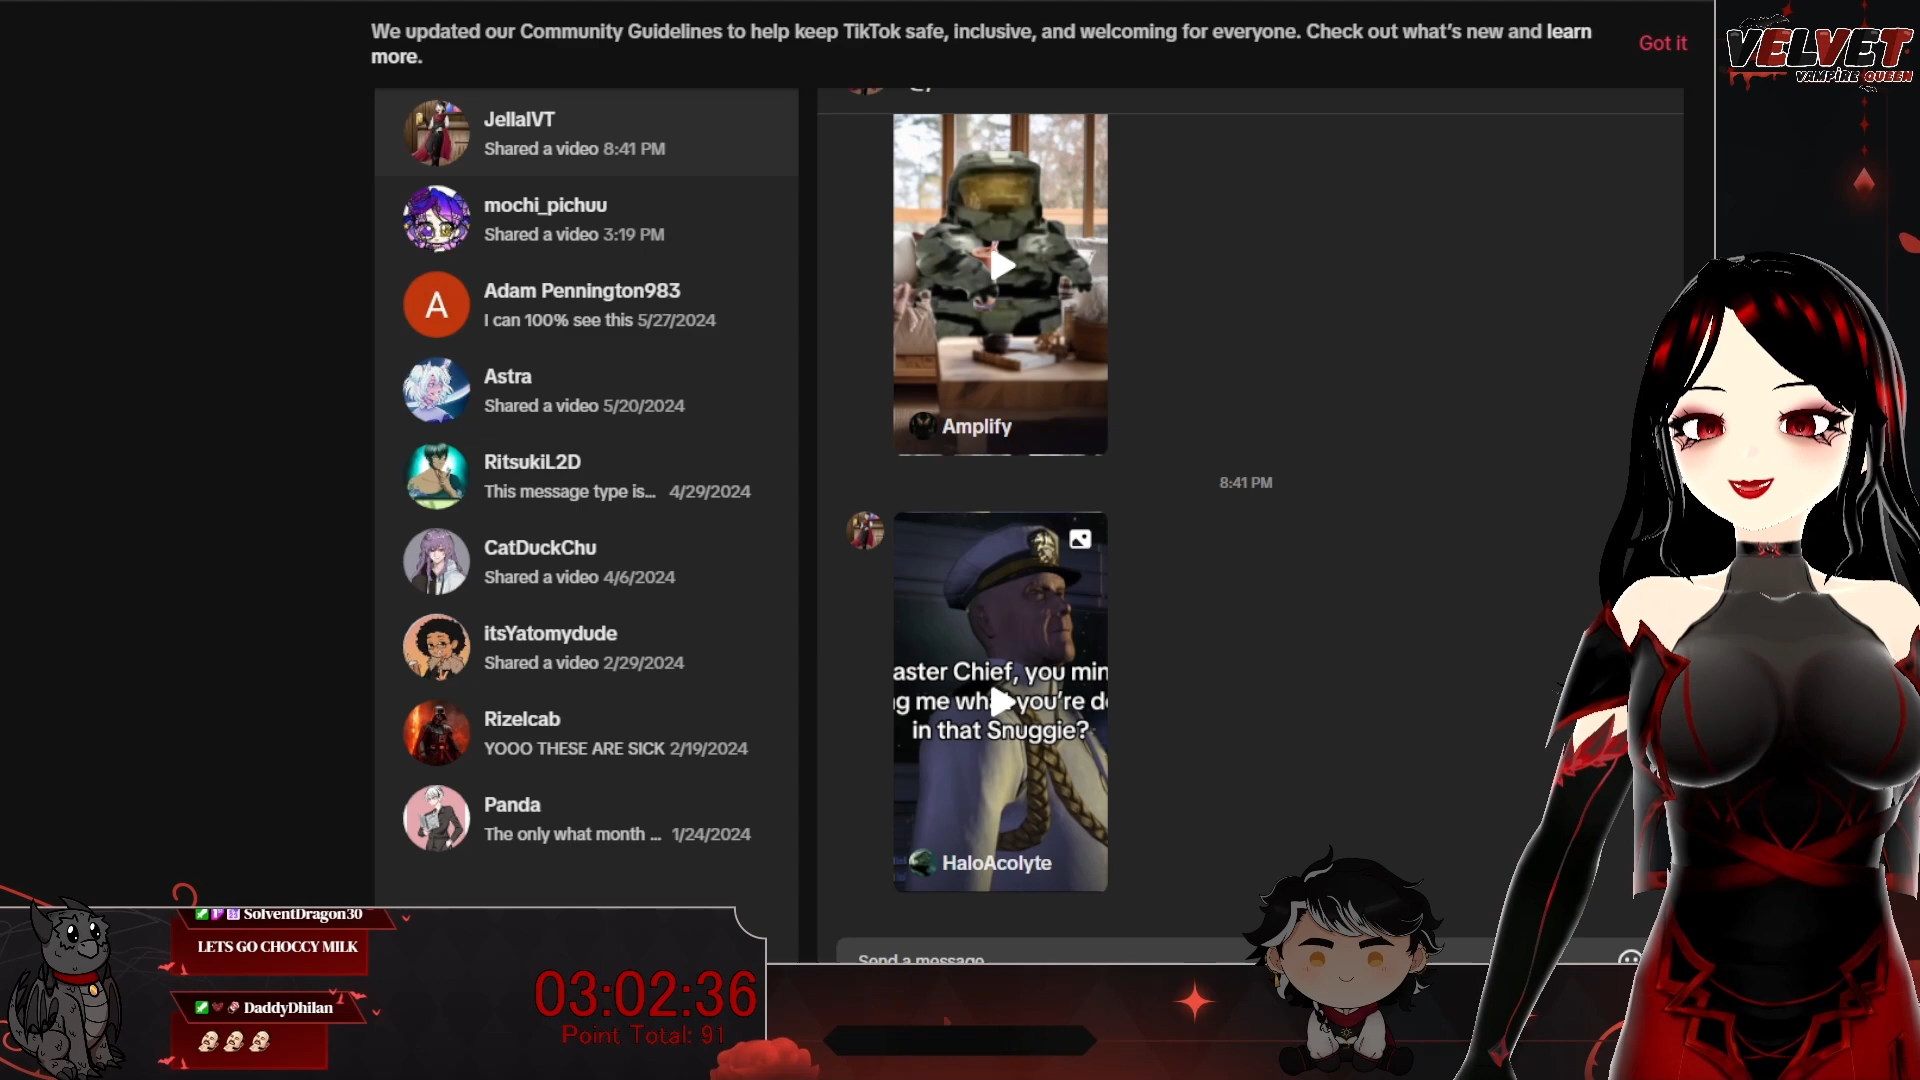 We updated our Community Guidelines to help keep TikTok safe, inclusive, and welcoming for everyone. Check out what's new and learn
more.
Got it
VELVET
VAMPIRE QUEEN
JellalVT
Shared a video 8:41 PM
mochi_pichuu
Shared a video 3:19 PM
A
Adam Pennington983
I can 100% see this 5/27/2024
Astra
Shared a video 5/20/2024
RitsukiL2D
This message type is... 4/29/2024
CatDuckChu
Shared a video 4/6/2024
itsYatomydude
Shared a video 2/29/2024
Rizelcab
YOOO THESE ARE SICK 2/19/2024
Panda
The only what month ... 1/24/2024
Amplify
8:41 PM
aster Chief, you min
g me what you're d
in that Snuggie?
HaloAcolyte
Send a message
SolventDragon30
LETS GO CHOCCY MILK
DaddyDhilan
03:02:36
Point Total: 91